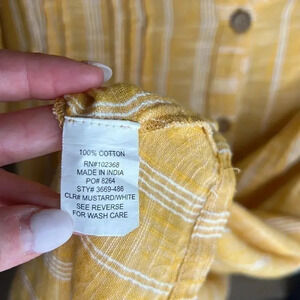 100% COTTON
RN#102368
MADE IN INDIA
PO# 8264
STY# 3669-486
CLR# MUSTARD/WHITE
SEE REVERSE
FOR WASH CARE